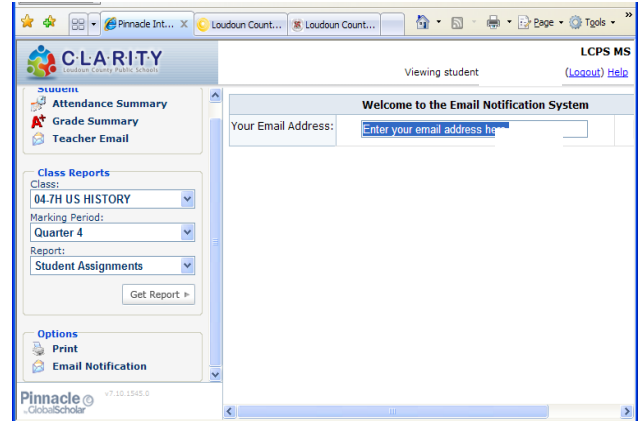 Pinnacle Int... X
Loudoun Count...
Loudoun Count...
Page
Tools
»
C·L·A·R·I·T·Y
Loudoun County Public Schools
LCPS MS
Viewing student
(Logout) Help
Student
Attendance Summary
A+ Grade Summary
Teacher Email
Class Reports
Class:
04-7H US HISTORY
Marking Period:
Quarter 4
Report:
Student Assignments
Get Report
Options
Print
Email Notification
Pinnacle
v7.10.1545.0
GlobalScholar
Welcome to the Email Notification System
Your Email Address:
Enter your email address here